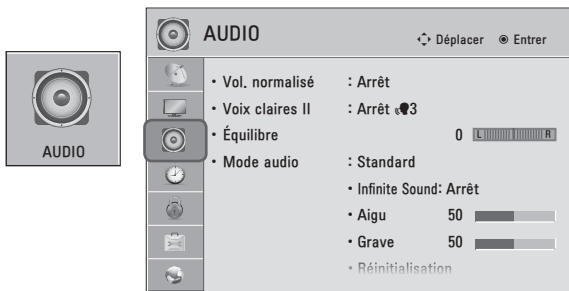 AUDIO
AUDIO
Déplacer Entrer
• Vol. normalisé : Arrêt
• Voix claires II : Arrêt 3
• Équilibre 0 L R
• Mode audio : Standard
• Infinite Sound: Arrêt
• Aigu 50
• Grave 50
• Réinitialisation